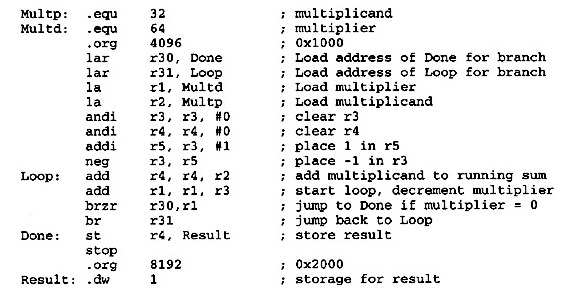 Multp: .equ 32 ; multiplicand
Multd: .equ 64 ; multiplier
.org 4096 ; 0x1000
lar r30, Done ; Load address of Done for branch
lar r31, Loop ; Load address of Loop for branch
la r1, Multd ; Load multiplier
la r2, Multp ; Load multiplicand
andi r3, r3, #0 ; clear r3
andi r4, r4, #0 ; clear r4
addi r5, r3, #1 ; place 1 in r5
neg r3, r5 ; place -1 in r3
Loop: add r4, r4, r2 ; add multiplicand to running sum
add r1, r1, r3 ; start loop, decrement multiplier
brzr r30,r1 ; jump to Done if multiplier = 0
br r31 ; jump back to Loop
Done: st r4, Result ; store result
stop
.org 8192 ; 0x2000
Result: .dw 1 ; storage for result